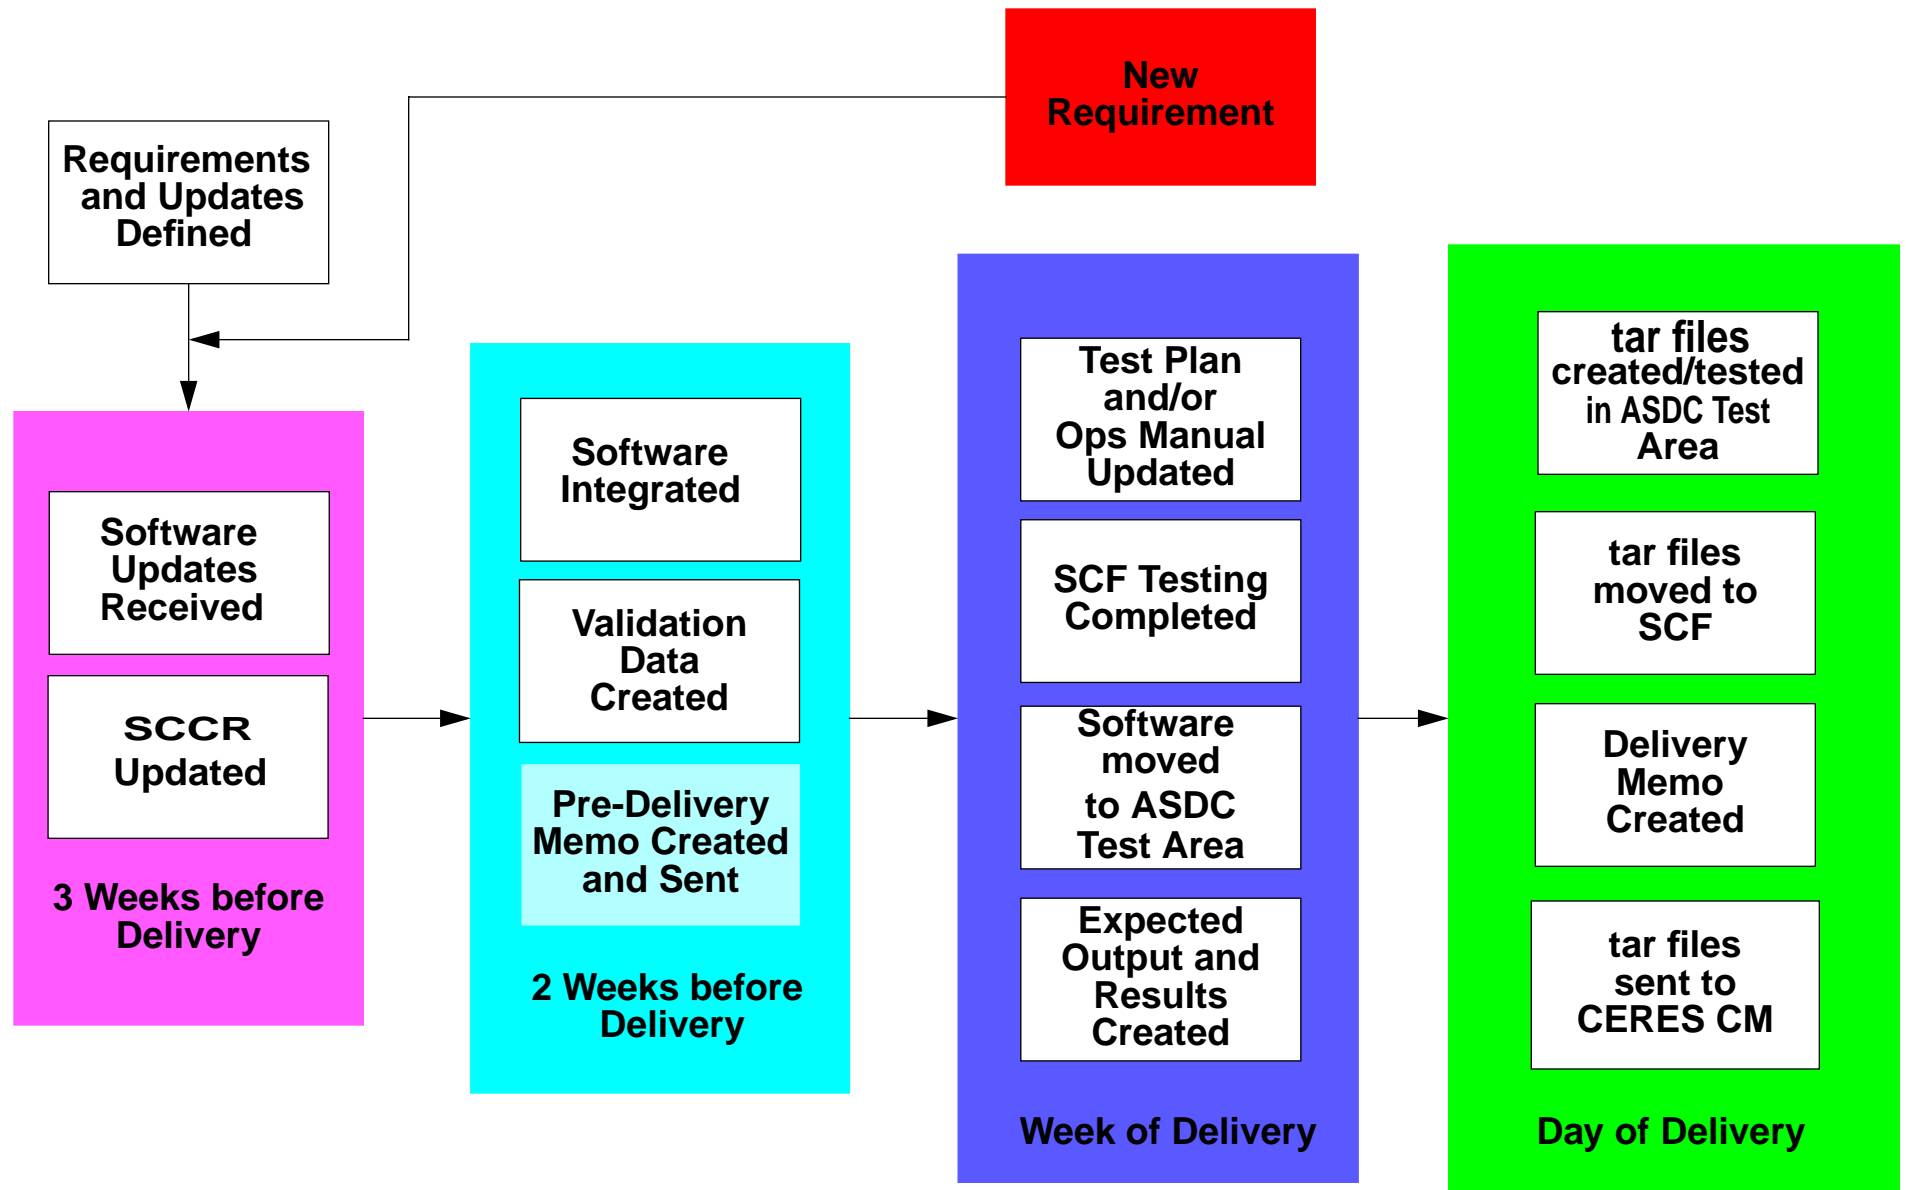 New
Requirement
Requirements
and Updates
Defined
Software
Updates
Received
SCCR
Updated
3 Weeks before
Delivery
Software
Integrated
Validation
Data
Created
Pre-Delivery
Memo Created
and Sent
2 Weeks before
Delivery
Test Plan
and/or
Ops Manual
Updated
SCF Testing
Completed
Software
moved
to ASDC
Test Area
Expected
Output and
Results
Created
Week of Delivery
tar files
created/tested
in ASDC Test
Area
tar files
moved to
SCF
Delivery
Memo
Created
tar files
sent to
CERES CM
Day of Delivery